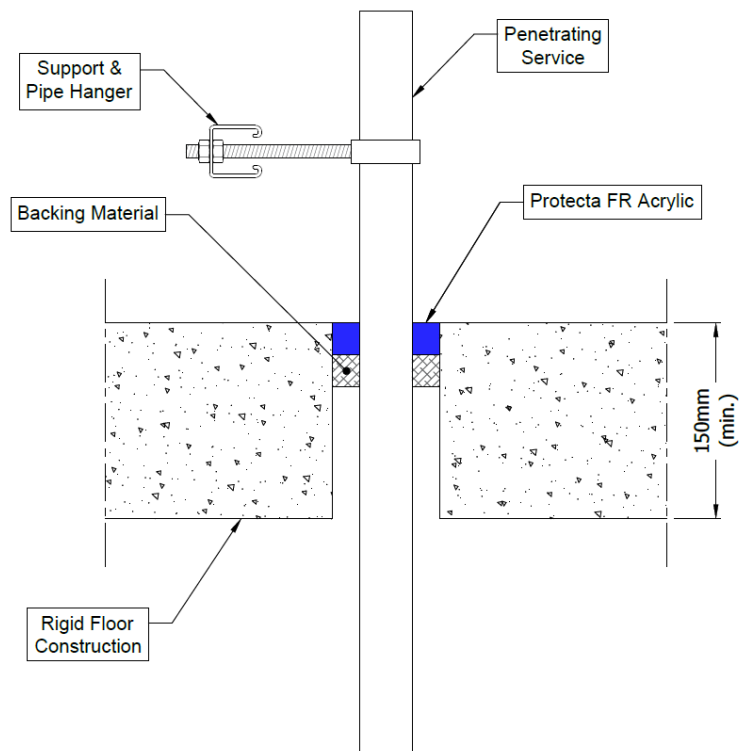 Penetrating
Service
Support &
Pipe Hanger
Protecta FR Acrylic
Backing Material
150mm
(min.)
Rigid Floor
Construction